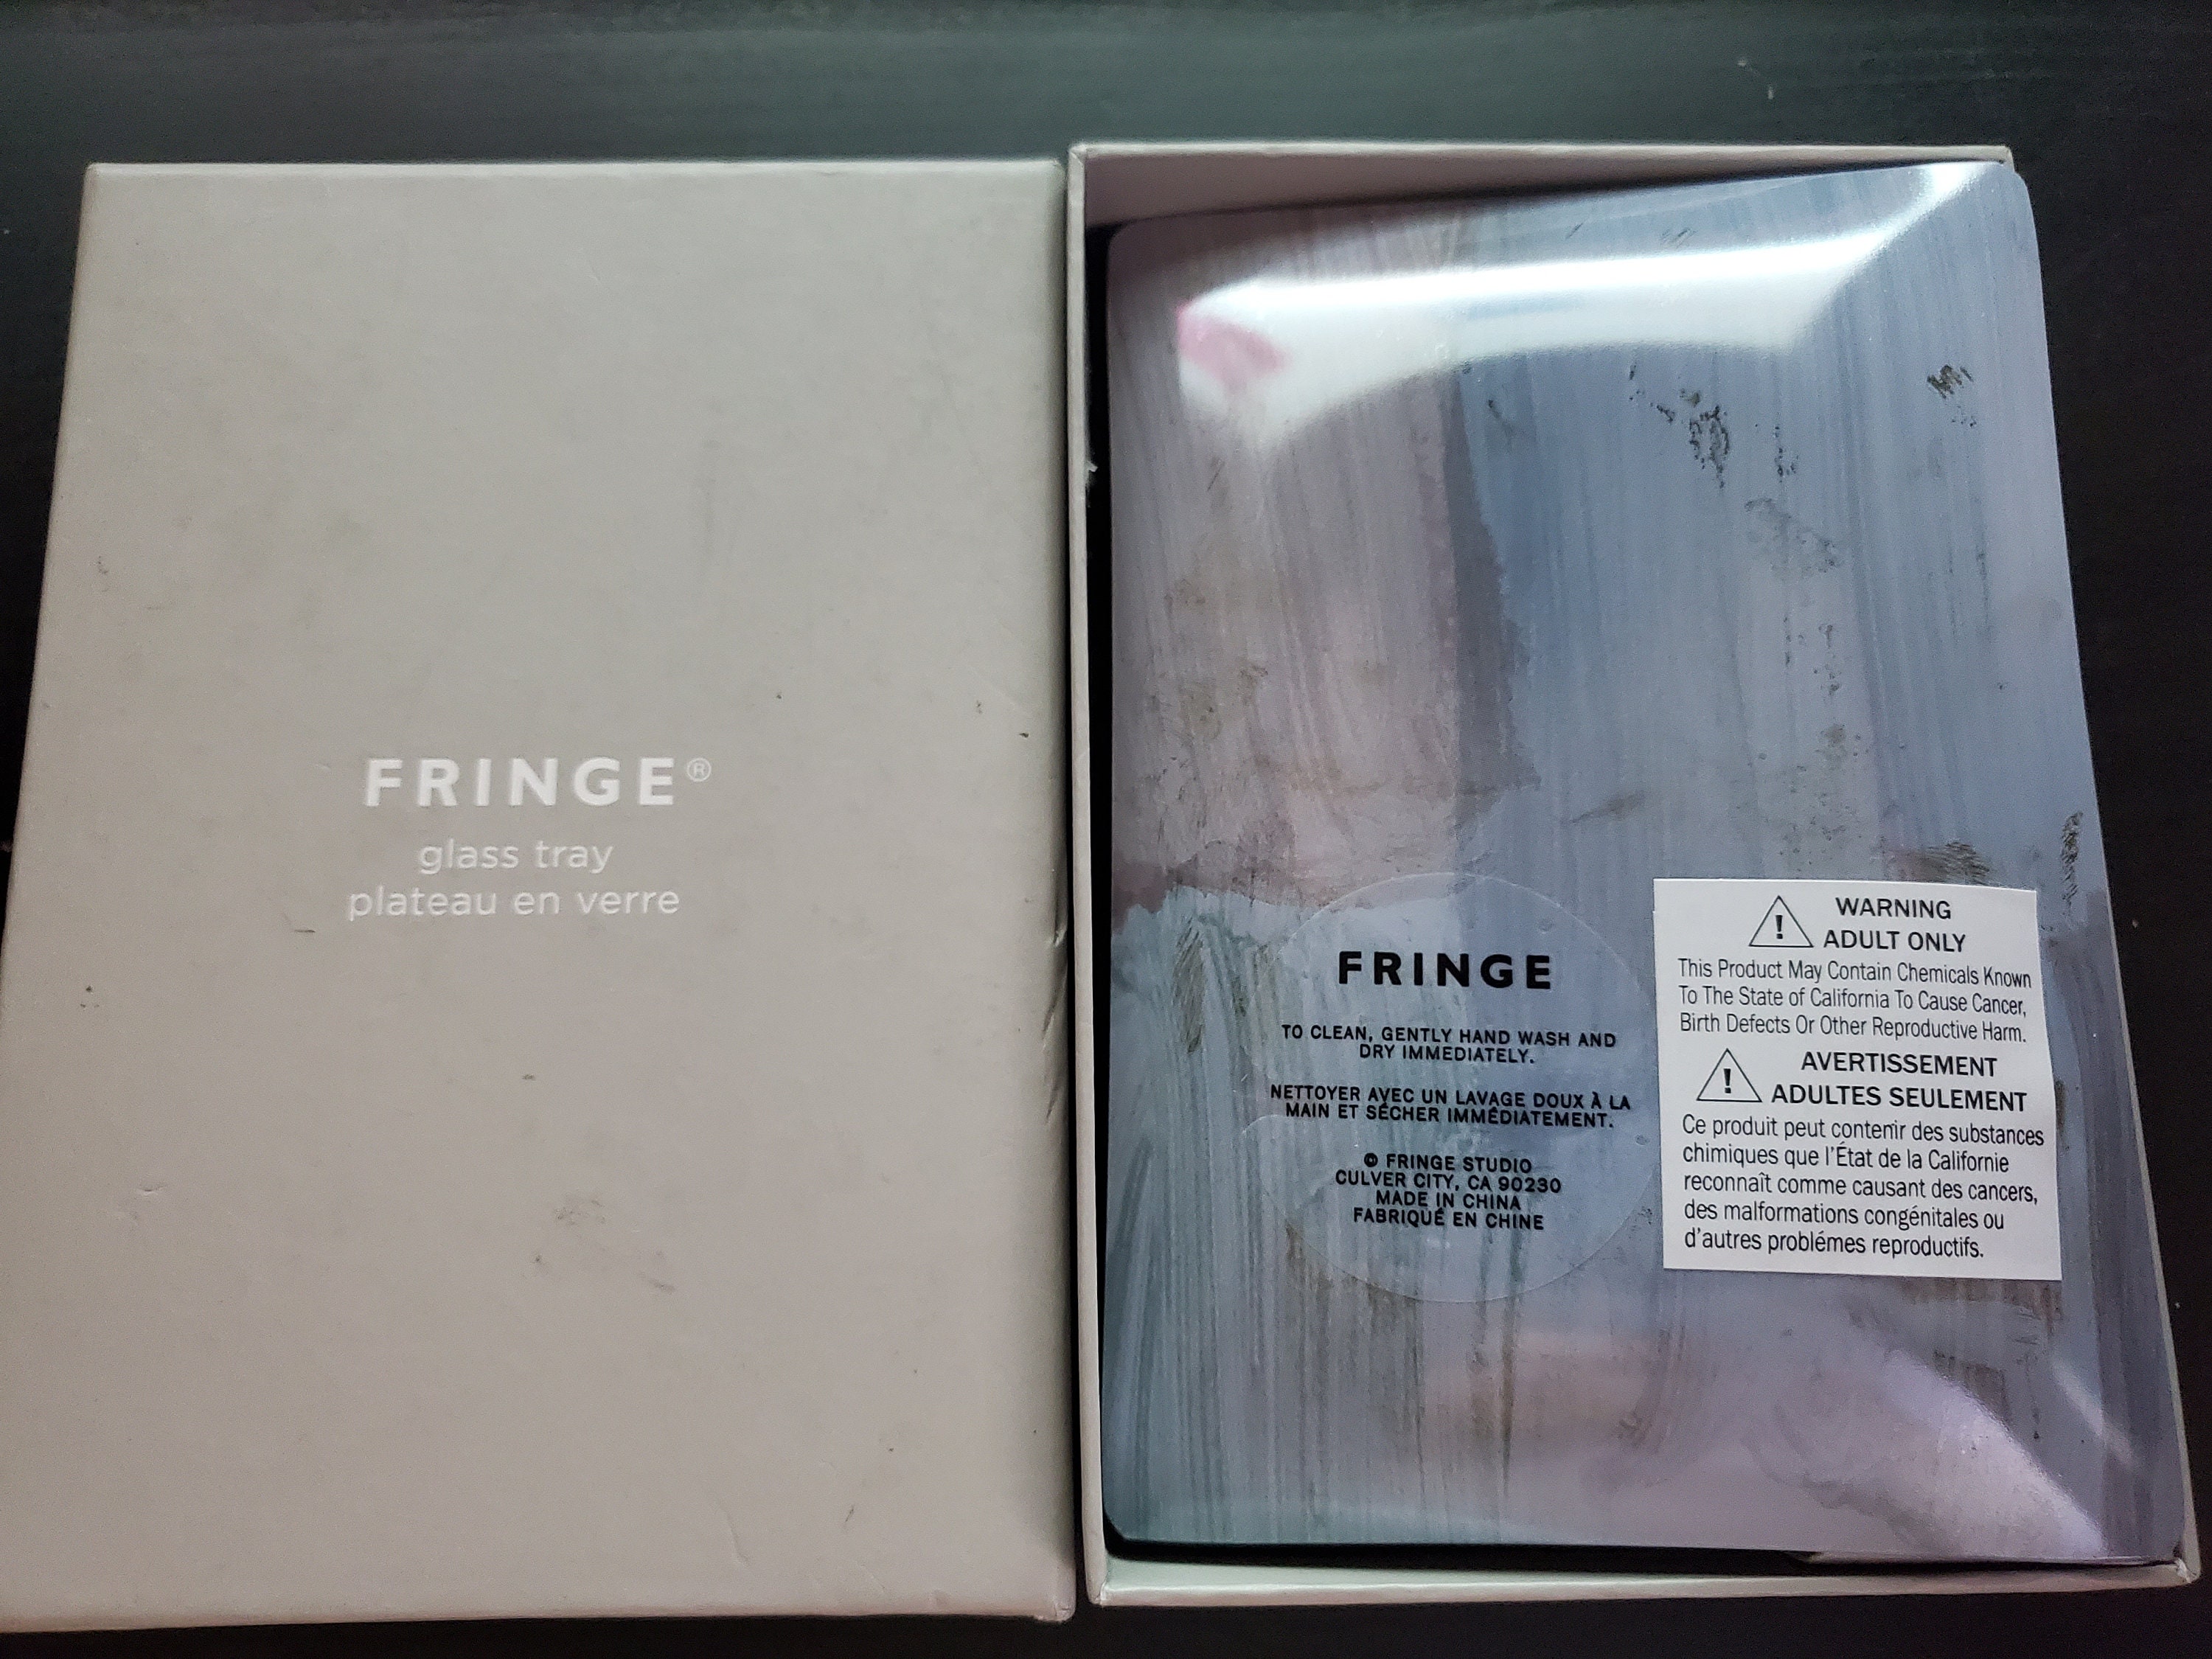 FRINGE®
glass tray
plateau en verre
FRINGE
TO CLEAN, GENTLY HAND WASH AND
DRY IMMEDIATELY.
NETTOYER AVEC UN LAVAGE DOUX À LA
MAIN ET SÉCHER IMMÉDIATEMENT.
© FRINGE STUDIO
CULVER CITY, CA 90230
MADE IN CHINA
FABRIQUÉ EN CHINE
WARNING
ADULT ONLY
This Product May Contain Chemicals Known
To The State of California To Cause Cancer,
Birth Defects Or Other Reproductive Harm.
AVERTISSEMENT
ADULTES SEULEMENT
Ce produit peut contenir des substances
chimiques que l'État de la Californie
reconnaît comme causant des cancers,
des malformations congénitales ou
d'autres problémes reproductifs.